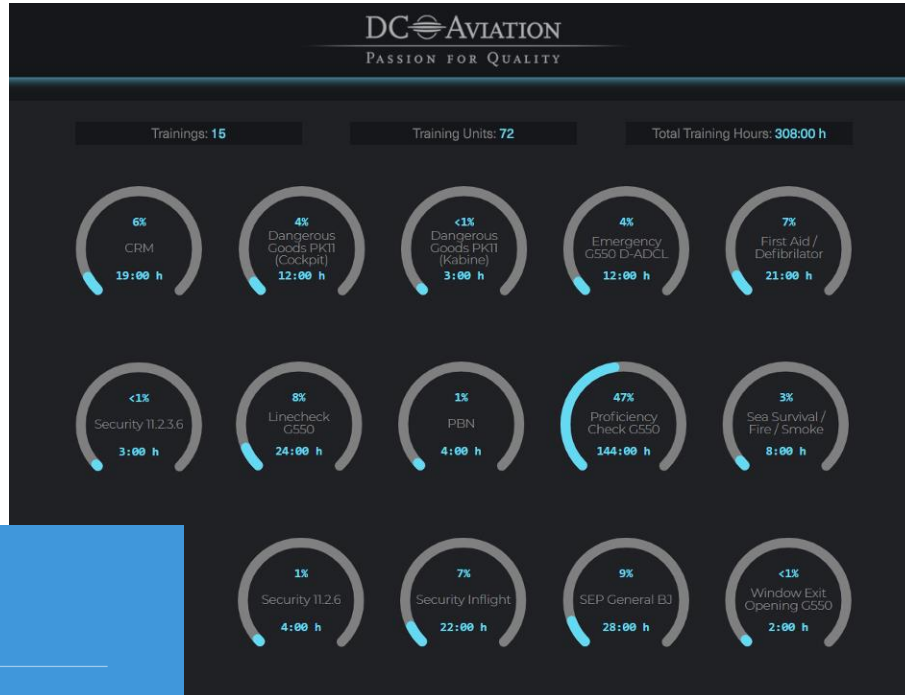 DC AVIATION
PASSION FOR QUALITY
Trainings: 15
Training Units: 72
Total Training Hours: 308:00 h
6%
CRM
19:00 h
4%
Dangerous
Goods PK11
(Cockpit)
12:00 h
<1%
Dangerous
Goods PK11
(Kabine)
3:00 h
4%
Emergency
G550 D-ADCL
12:00 h
7%
First Aid /
Defibrilator
21:00 h
<1%
Security 11.2.3.6
3:00 h
8%
Linecheck
G550
24:00 h
1%
PBN
4:00 h
47%
Proficiency
Check G550
144:00 h
3%
Sea Survival /
Fire / Smoke
8:00 h
1%
Security 11.2.6
4:00 h
7%
Security Inflight
22:00 h
9%
SEP General BJ
28:00 h
<1%
Window Exit
Opening G550
2:00 h